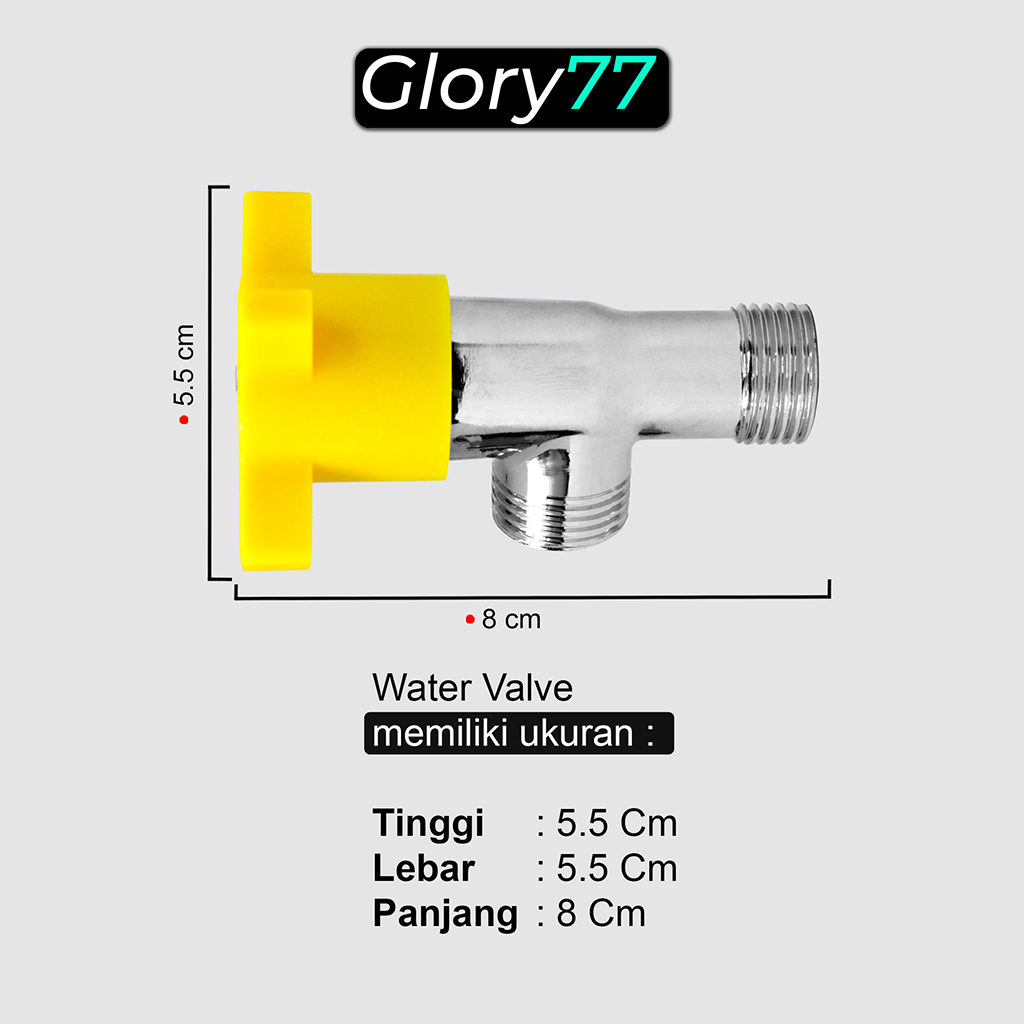 Glory77
• 5.5 cm
• 8 cm
Water Valve
memiliki ukuran :
Tinggi : 5.5 Cm
Lebar : 5.5 Cm
Panjang : 8 Cm